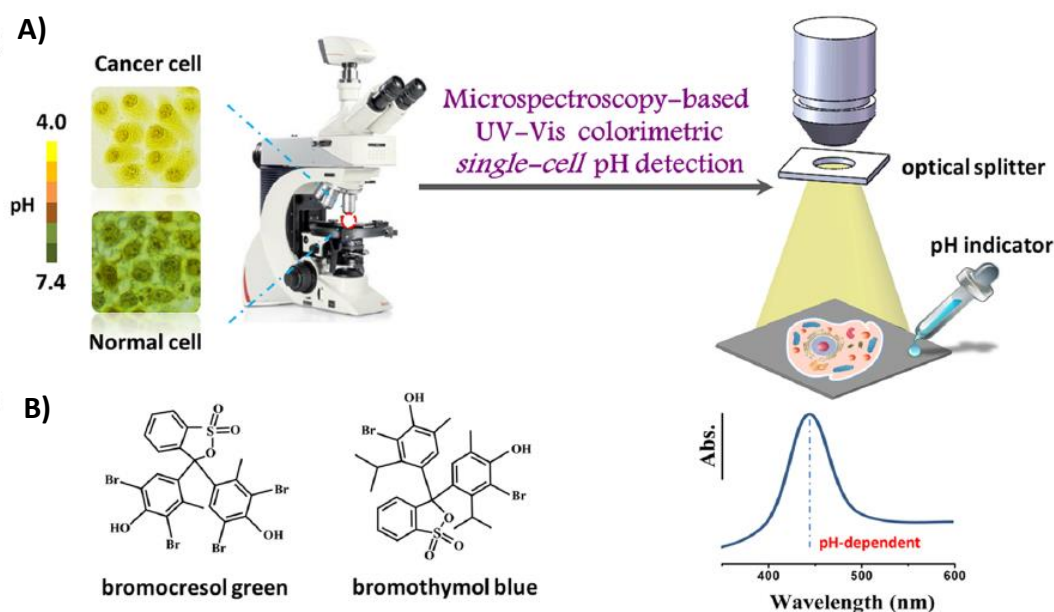 A)
Cancer cell
4.0
pH
7.4
Normal cell
Microspectroscopy-based
UV-Vis colorimetric
single-cell pH detection
optical splitter
pH indicator
B)
O
S
O
O
Br
Br
HO
Br
Br
OH
bromocresol green
OH
Br
OH
Br
O
S
O
O
bromothymol blue
Abs.
pH-dependent
400
500
600
Wavelength (nm)